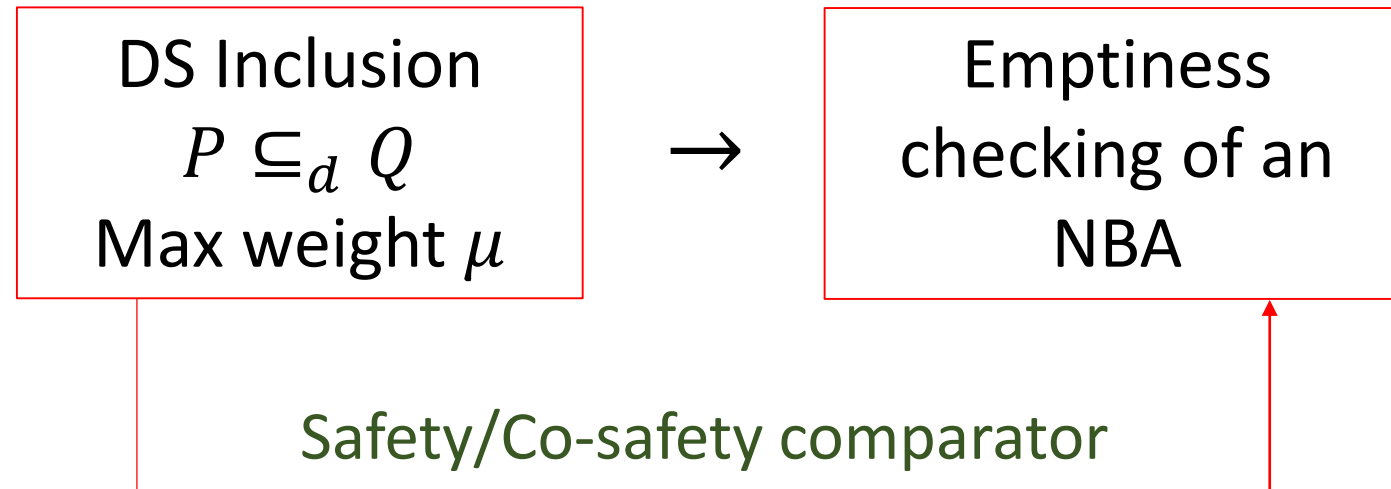 DS Inclusion
𝑃 ⊆𝑑 𝑄
Max weight 𝜇
→
Emptiness
checking of an
NBA
Safety/Co-safety comparator